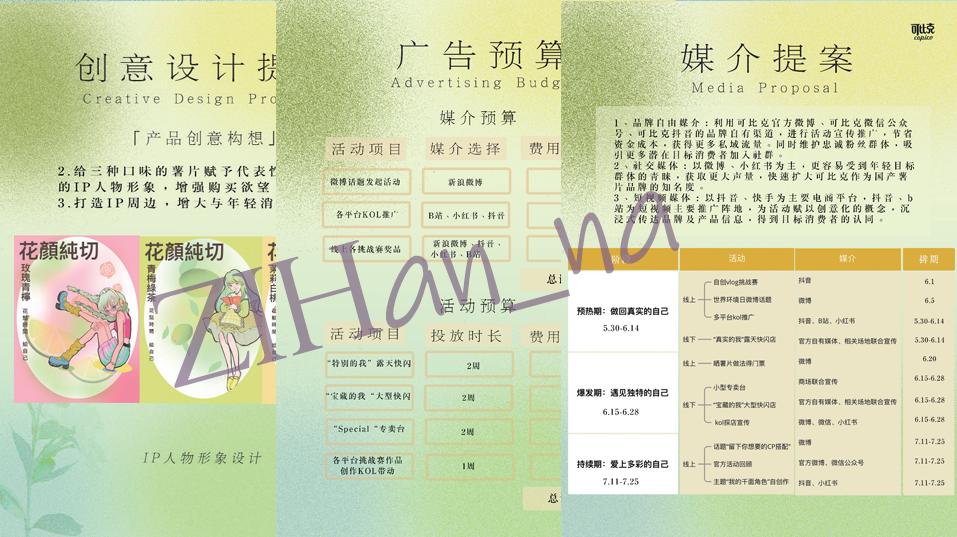 创意设计提
Creative Design Pro
「产品创意构想」
2.给三种口味的薯片赋予代表性
的IP人物形象，增强购买欲望
3.打造IP周边，增大与年轻消
花顏純切
玫瑰青檸
花顏純切
青梅綠茶
IP人物形象设计
广告预算
Advertising Budg
媒介预算
活动项目 媒介选择 费用
微博话题发起活动 新浪微博
各平台KOL推广 B站、小红书、抖音
线上各挑战赛奖品 新浪微博、抖音、
小红书、B站
总计
活动预算
活动项目 投放时长 费用
“特别的我”露天快闪 2周
“宝藏的我“大型快闪 2周
“Special“专卖台 2周
各平台挑战赛作品
创作KOL带动 1周
总
可比克
copico
媒介提案
Media Proposal
1、品牌自由媒介：利用可比克官方微博、可比克微信公众
号、可比克抖音的品牌自有渠道，进行活动宣传推广，节省
资金成本，获得更多私域流量。同时维护忠诚粉丝群体，吸
引更多潜在目标消费者加入社群。
2、社交媒体：以微博、小红书为主，更容易受到年轻目标
群体的青睐，获取更大声量，快速扩大可比克作为国产薯
片品牌的知名度。
3、短视频媒体：以抖音、快手为主要电商平台，抖音、b
站为短视频主要推广阵地，为活动赋以创意化的概念，沉
浸式传达品牌及产品信息，得到目标消费者的认同。
阶 活动 媒介 排期
预热期：做回真实的自己
5.30-6.14
线上 自创vlog挑战赛 抖音 6.1
世界环境日微博话题 微博 6.5
多平台kol推广 抖音、B站、小红书 5.30-6.14
线下 “真实的我”露天快闪店 官方自有媒体、相关场地联合宣传 5.30-6.14
爆发期：遇见独特的自己
6.15-6.28
线上 晒薯片做法得门票 微博 6.20
线下 小型专卖台 商场联合宣传 6.15-6.28
“宝藏的我”大型快闪店 官方自有媒体、相关场地联合宣传 6.15-6.28
kol探店宣传 微博、微信、小红书 6.15-6.28
持续期：爱上多彩的自己
7.11-7.25
线上 话题“留下你想要的CP搭配” 微博 7.11-7.25
官方活动回顾 官方微博、微信公众号 7.11-7.25
主题“我的千面角色”自创作 抖音、小红书 7.11-7.25
ZIHan_na